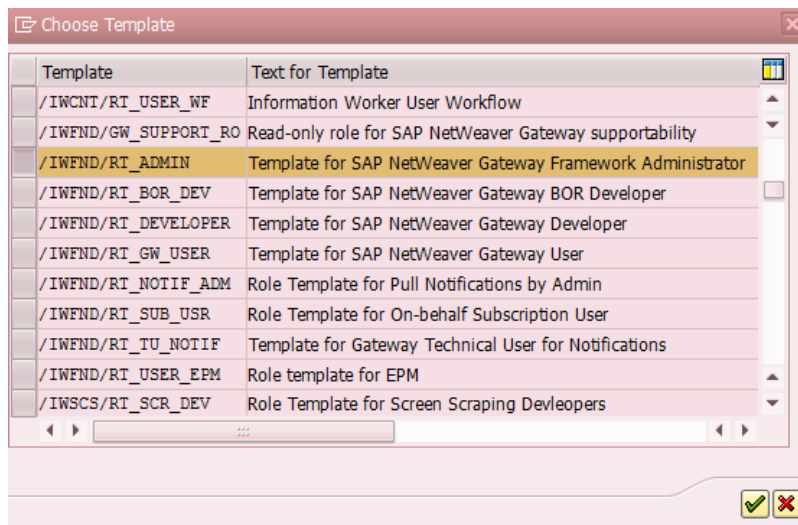 Choose Template
Template Text for Template
/IWCNT/RT_USER_WF Information Worker User Workflow
/IWFND/GW_SUPPORT_RO Read-only role for SAP NetWeaver Gateway supportability
/IWFND/RT_ADMIN Template for SAP NetWeaver Gateway Framework Administrator
/IWFND/RT_BOR_DEV Template for SAP NetWeaver Gateway BOR Developer
/IWFND/RT_DEVELOPER Template for SAP NetWeaver Gateway Developer
/IWFND/RT_GW_USER Template for SAP NetWeaver Gateway User
/IWFND/RT_NOTIF_ADM Role Template for Pull Notifications by Admin
/IWFND/RT_SUB_USR Role Template for On-behalf Subscription User
/IWFND/RT_TU_NOTIF Template for Gateway Technical User for Notifications
/IWFND/RT_USER_EPM Role template for EPM
/IWSCS/RT_SCR_DEV Role Template for Screen Scraping Devleopers